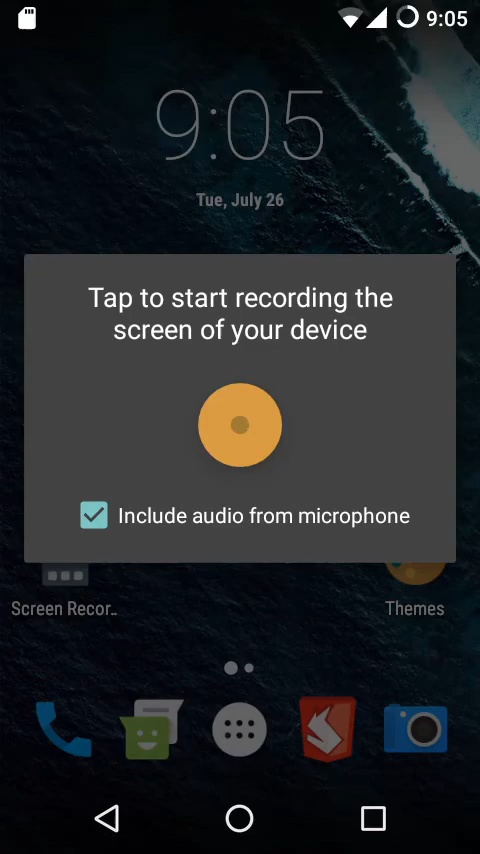 9:05
9:05
Tue, July 26
Tap to start recording the
screen of your device
Include audio from microphone
Screen Recor…
Themes